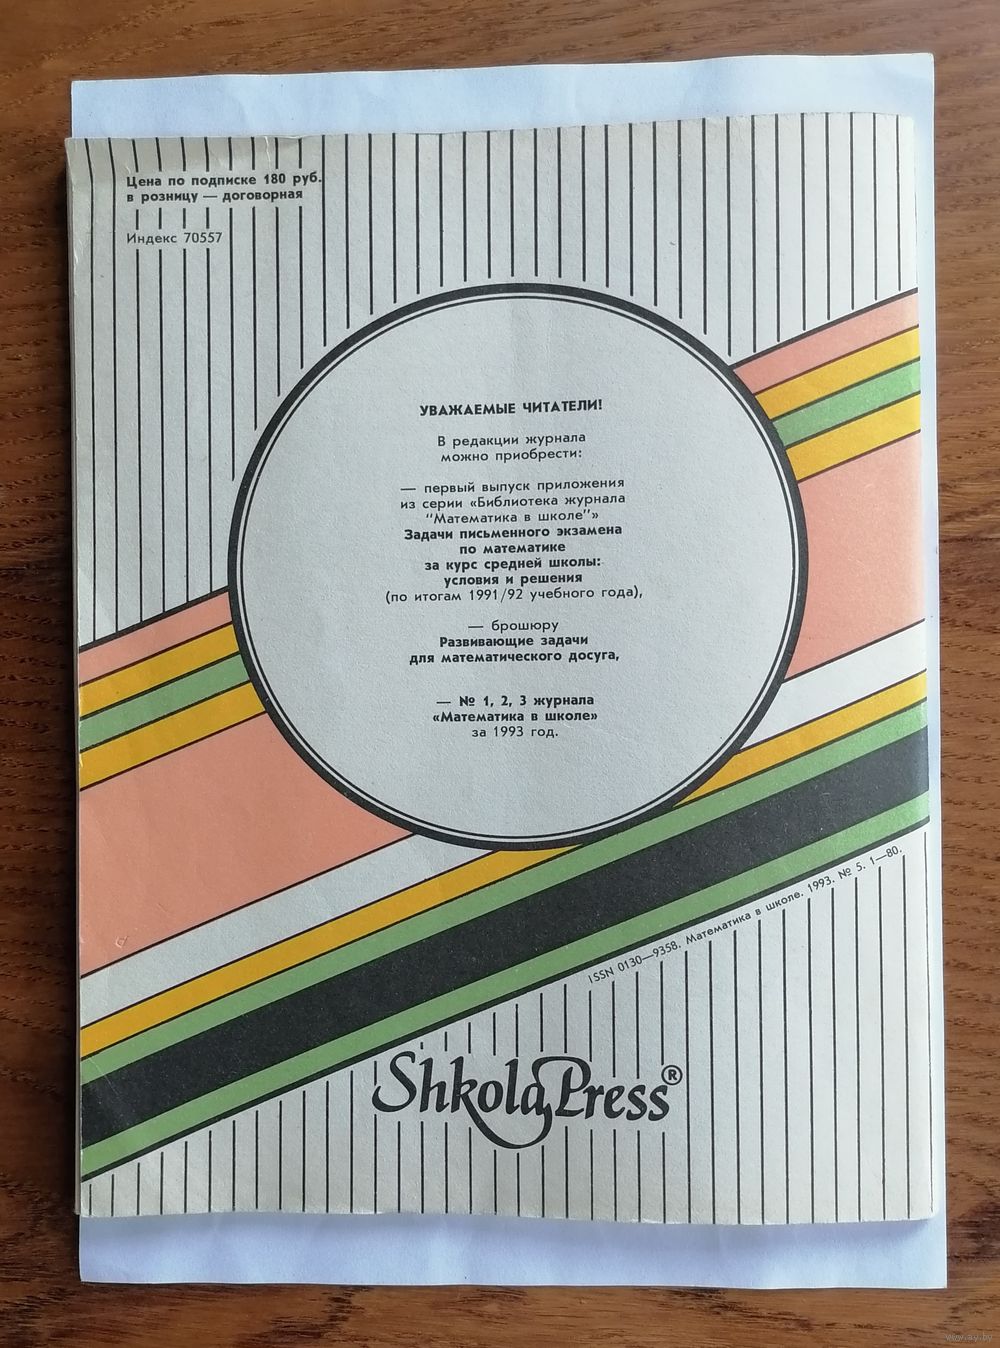 Цена по подписке 180 руб.
в розницу — договорная
Индекс 70557
УВАЖАЕМЫЕ ЧИТАТЕЛИ!
В редакции журнала
можно приобрести:
— первый выпуск приложения
из серии «Библиотека журнала
“Математика в школе”»
Задачи письменного экзамена
по математике
за курс средней школы:
условия и решения
(по итогам 1991/92 учебного года),
— брошюру
Развивающие задачи
для математического досуга,
— № 1, 2, 3 журнала
«Математика в школе»
за 1993 год.
ISSN 0130—9358. Математика в школе. 1993. № 5. 1—80.
Shkola Press®
www.ay.by